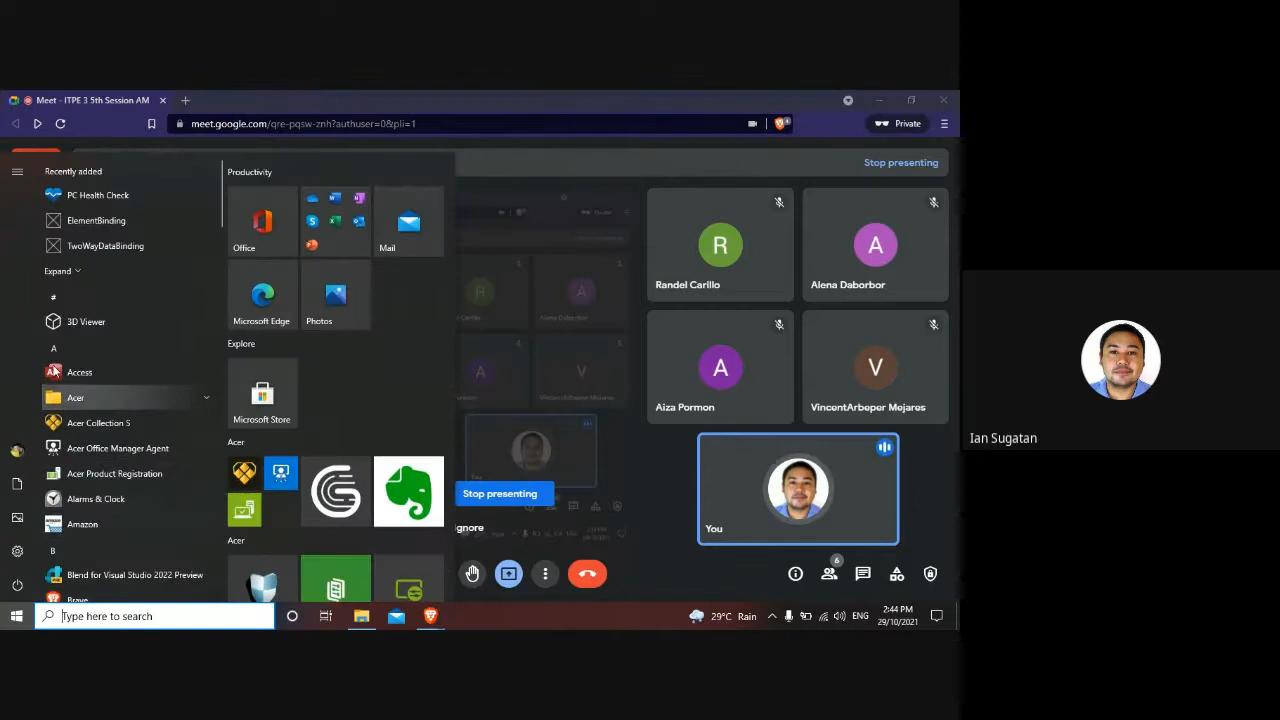 Meet - ITPE 3 5th Session AM
meet.google.com/qre-pqsw-znh?authuser=0&pli=1
Private
Stop presenting
Recently added
PC Health Check
ElementBinding
TwoWayDataBinding
Expand
#
3D Viewer
A
Access
Acer
Acer Collection S
Acer Office Manager Agent
Acer Product Registration
Alarms & Clock
Amazon
B
Blend for Visual Studio 2022 Preview
Brave
Productivity
Office
Mail
Microsoft Edge
Photos
Explore
Microsoft Store
Acer
Acer
Stop presenting
Ignore
R
Randel Carillo
A
Alena Daborbor
A
Aiza Pormon
V
VincentArbeper Mejares
You
6
Type here to search
29°C Rain
ENG
2:44 PM
29/10/2021
Ian Sugatan